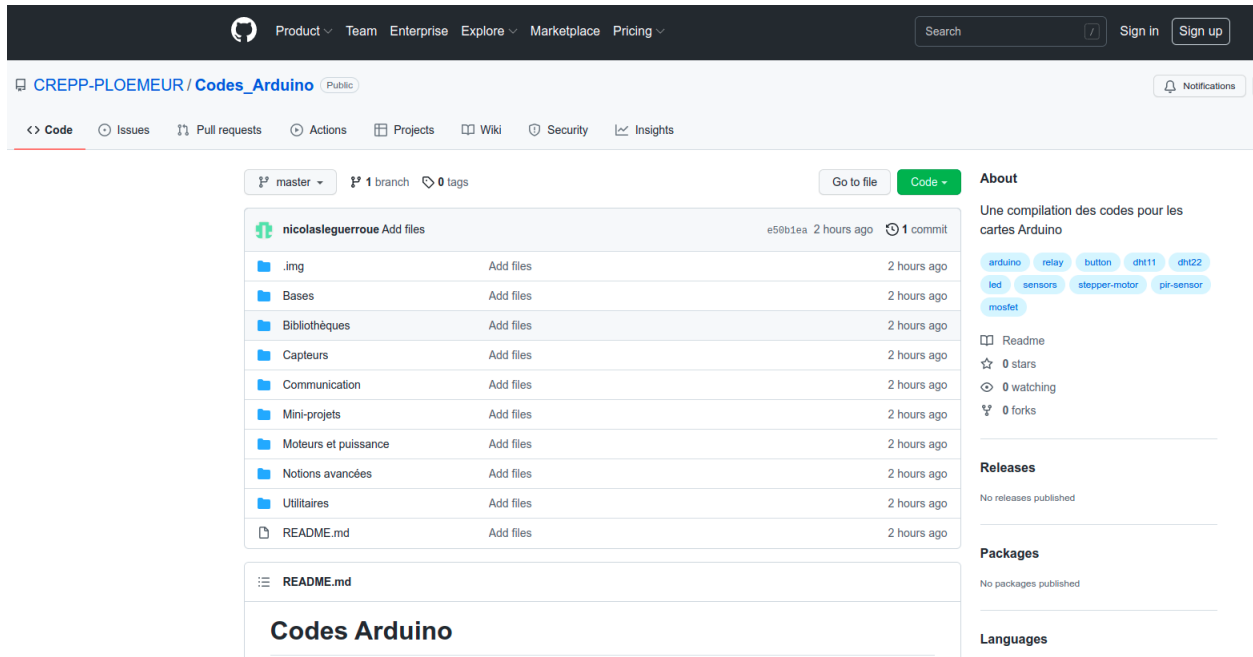 Product Team Enterprise Explore Marketplace Pricing Search / Sign in Sign up
CREPP-PLOEMEUR / Codes_Arduino Public Notifications
<> Code Issues Pull requests Actions Projects Wiki Security Insights
master 1 branch 0 tags Go to file Code
nicolasleguerroue Add files e50b1ea 2 hours ago 1 commit
.img Add files 2 hours ago
Bases Add files 2 hours ago
Bibliothèques Add files 2 hours ago
Capteurs Add files 2 hours ago
Communication Add files 2 hours ago
Mini-projets Add files 2 hours ago
Moteurs et puissance Add files 2 hours ago
Notions avancées Add files 2 hours ago
Utilitaires Add files 2 hours ago
README.md Add files 2 hours ago
README.md
Codes Arduino
About
Une compilation des codes pour les
cartes Arduino
arduino relay button dht11 dht22
led sensors stepper-motor pir-sensor
mosfet
Readme
0 stars
0 watching
0 forks
Releases
No releases published
Packages
No packages published
Languages